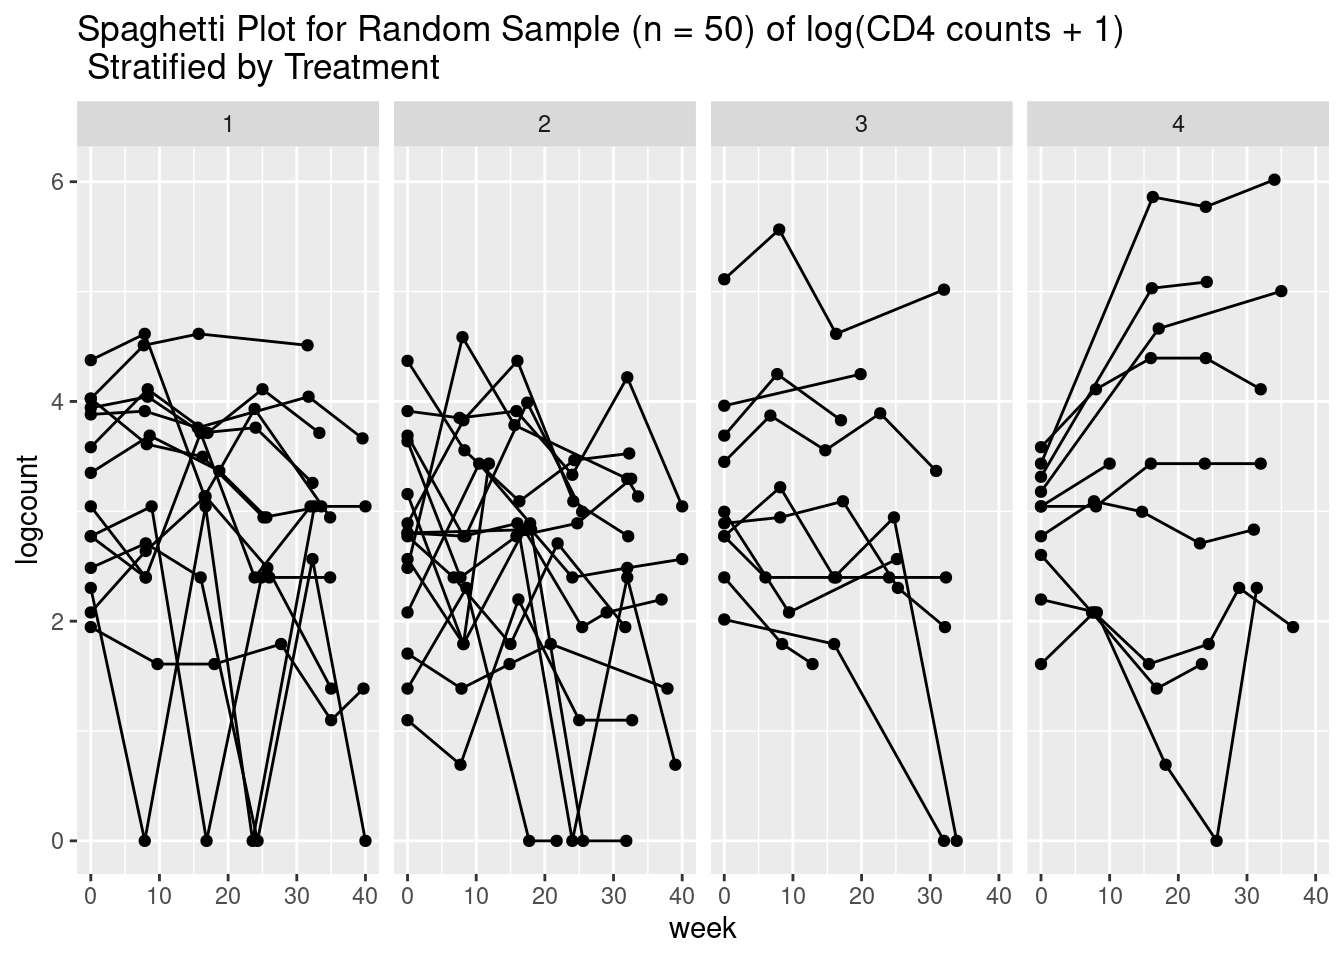 Spaghetti Plot for Random Sample (n = 50) of log(CD4 counts + 1)
Stratified by Treatment
1 2 3 4
6
4
2
0
logcount
0 10 20 30 40 0 10 20 30 40 0 10 20 30 40 0 10 20 30 40
week